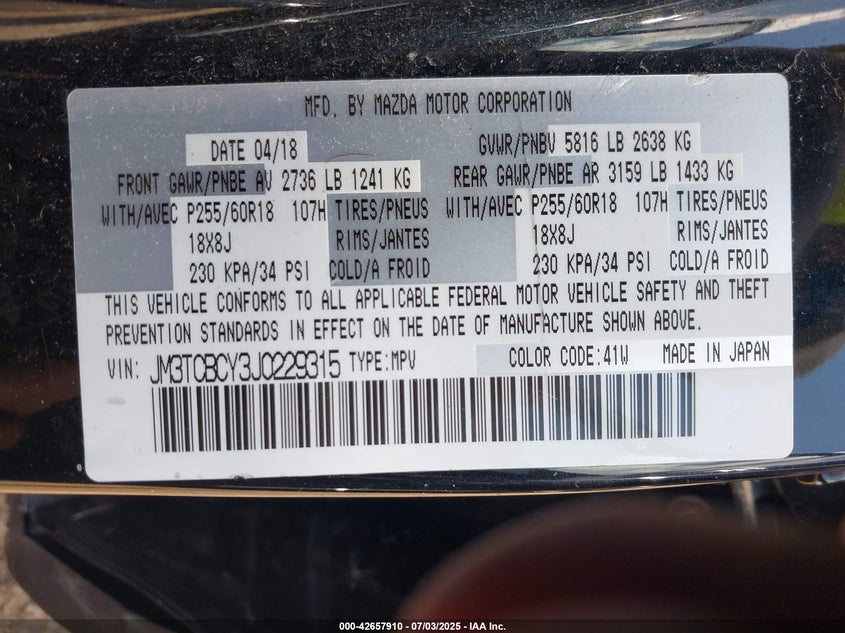 MFD. BY MAZDA MOTOR CORPORATION
DATE 04/18 GVWR/PNBV 5816 LB 2638 KG
FRONT GAWR/PNBE AV 2736 LB 1241 KG REAR GAWR/PNBE AR 3159 LB 1433 KG
WITH/AVEC P255/60R18 107H TIRES/PNEUS WITH/AVEC P255/60R18 107H TIRES/PNEUS
18X8J RIMS/JANTES 18X8J RIMS/JANTES
230 KPA/34 PSI COLD/A FROID 230 KPA/34 PSI COLD/A FROID
THIS VEHICLE CONFORMS TO ALL APPLICABLE FEDERAL MOTOR VEHICLE SAFETY AND THEFT
PREVENTION STANDARDS IN EFFECT ON THE DATE OF MANUFACTURE SHOWN ABOVE.
VIN: JM3TCBCY3J0229315 TYPE:MPV COLOR CODE:41W MADE IN JAPAN
000-42657910 - 07/03/2025 - IAA Inc.